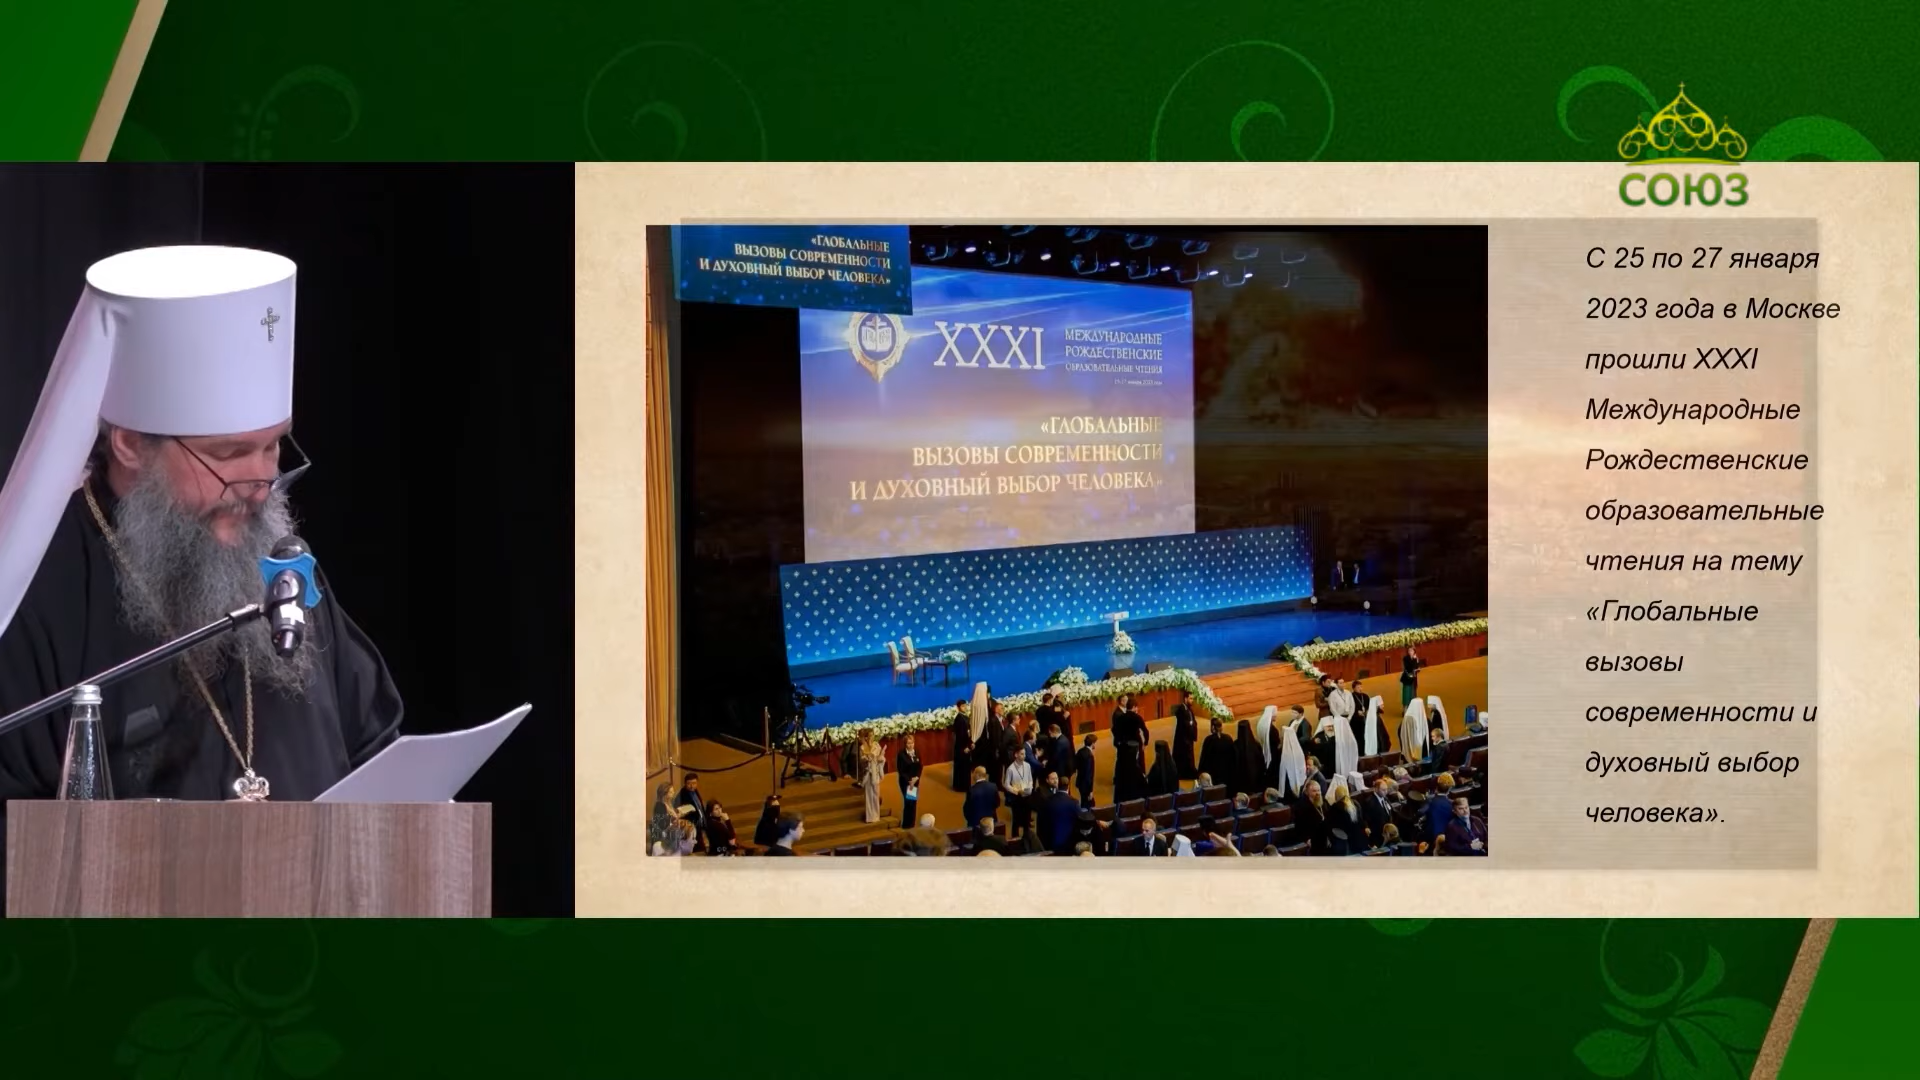 СОЮЗ
«ГЛОБАЛЬНЫЕ
ВЫЗОВЫ СОВРЕМЕННОСТИ
И ДУХОВНЫЙ ВЫБОР ЧЕЛОВЕКА»
XXXI
МЕЖДУНАРОДНЫЕ
РОЖДЕСТВЕНСКИЕ
ОБРАЗОВАТЕЛЬНЫЕ ЧТЕНИЯ
«ГЛОБАЛЬНЫЕ
ВЫЗОВЫ СОВРЕМЕННОСТИ
И ДУХОВНЫЙ ВЫБОР ЧЕЛОВЕКА»
С 25 по 27 января
2023 года в Москве
прошли XXXI
Международные
Рождественские
образовательные
чтения на тему
«Глобальные
вызовы
современности и
духовный выбор
человека».